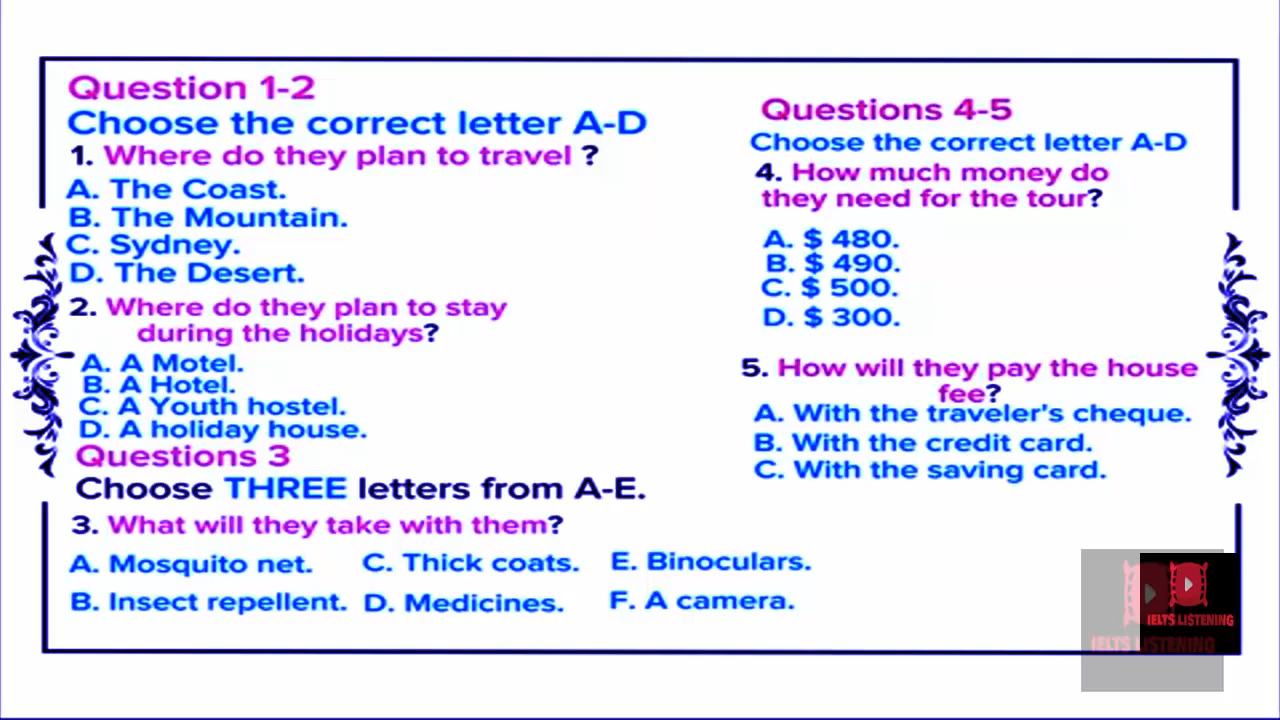 Question 1-2
Choose the correct letter A-D
1. Where do they plan to travel ?
A. The Coast.
B. The Mountain.
C. Sydney.
D. The Desert.
2. Where do they plan to stay
during the holidays?
A. A Motel.
B. A Hotel.
C. A Youth hostel.
D. A holiday house.
Questions 3
Choose THREE letters from A-E.
3. What will they take with them?
A. Mosquito net. C. Thick coats. E. Binoculars.
B. Insect repellent. D. Medicines. F. A camera.
Questions 4-5
Choose the correct letter A-D
4. How much money do
they need for the tour?
A. $ 480.
B. $ 490.
C. $ 500.
D. $ 300.
5. How will they pay the house
fee?
A. With the traveler's cheque.
B. With the credit card.
C. With the saving card.
IELTS LISTENING
IELTS LISTENING